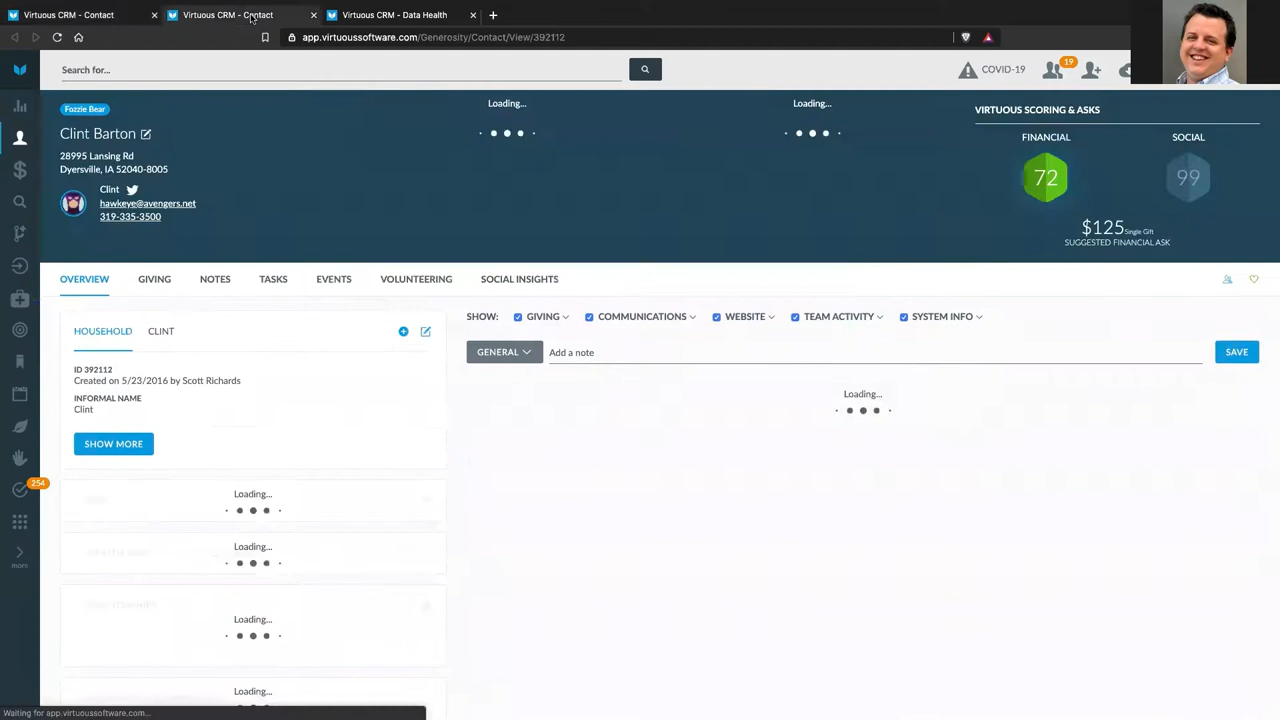 Virtuous CRM - Contact
Virtuous CRM - Contact
Virtuous CRM - Data Health
app.virtuoussoftware.com/Generosity/Contact/View/392112
Search for...
COVID-19
19
Fozzie Bear
Clint Barton
28995 Lansing Rd
Dyersville, IA 52040-8005
Clint
hawkeye@avengers.net
319-335-3500
Loading...
Loading...
VIRTUOUS SCORING & ASKS
FINANCIAL
SOCIAL
72
99
$125 Single Gift
SUGGESTED FINANCIAL ASK
OVERVIEW
GIVING
NOTES
TASKS
EVENTS
VOLUNTEERING
SOCIAL INSIGHTS
HOUSEHOLD
CLINT
ID 392112
Created on 5/23/2016 by Scott Richards
INFORMAL NAME
Clint
SHOW MORE
Loading...
Loading...
Loading...
Loading...
SHOW:
GIVING
COMMUNICATIONS
WEBSITE
TEAM ACTIVITY
SYSTEM INFO
GENERAL
Add a note
SAVE
Loading...
254
more
Waiting for app.virtuoussoftware.com...